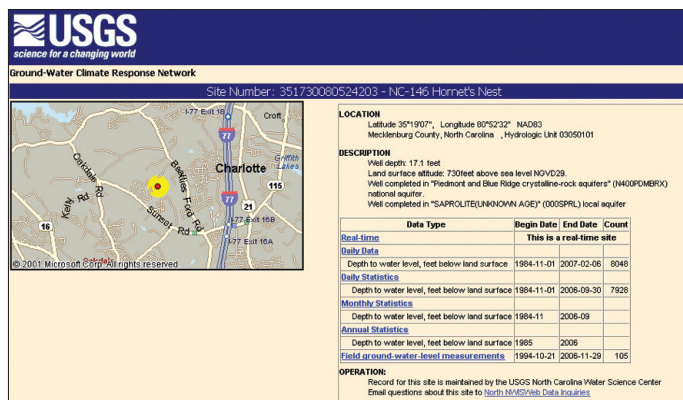 USGS
science for a changing world
Ground-Water Climate Response Network
Site Number: 351730080524203 - NC-146 Hornet's Nest
I-77 Exit 18
Croft
77
Oakdale Rd
Beatties Ford Rd
Griffith
Lakes
Charlotte
115
Kelly Rd
77
21
Sunset Rd
I-77 Exit 16B
16
I-77 Exit 16A
Oakdale
© 2001 Microsoft Corp. All rights reserved
LOCATION
Latitude 35°19'07", Longitude 80°52'32" NAD83
Mecklenburg County, North Carolina , Hydrologic Unit 03050101
DESCRIPTION
Well depth: 17.1 feet
Land surface altitude: 730feet above sea level NGVD29.
Well completed in "Piedmont and Blue Ridge crystalline-rock aquifers" (N400PDMBRX)
national aquifer.
Well completed in "SAPROLITE(UNKNOWN AGE)" (000SPRL) local aquifer
Data Type Begin Date End Date Count
Real-time This is a real-time site
Daily Data
Depth to water level, feet below land surface 1984-11-01 2007-02-06 8048
Daily Statistics
Depth to water level, feet below land surface 1984-11-01 2006-09-30 7928
Monthly Statistics
Depth to water level, feet below land surface 1984-11 2006-09
Annual Statistics
Depth to water level, feet below land surface 1985 2006
Field ground-water-level measurements 1994-10-21 2006-11-29 105
OPERATION:
Record for this site is maintained by the USGS North Carolina Water Science Center
Email questions about this site to North NWISWeb Data Inquiries